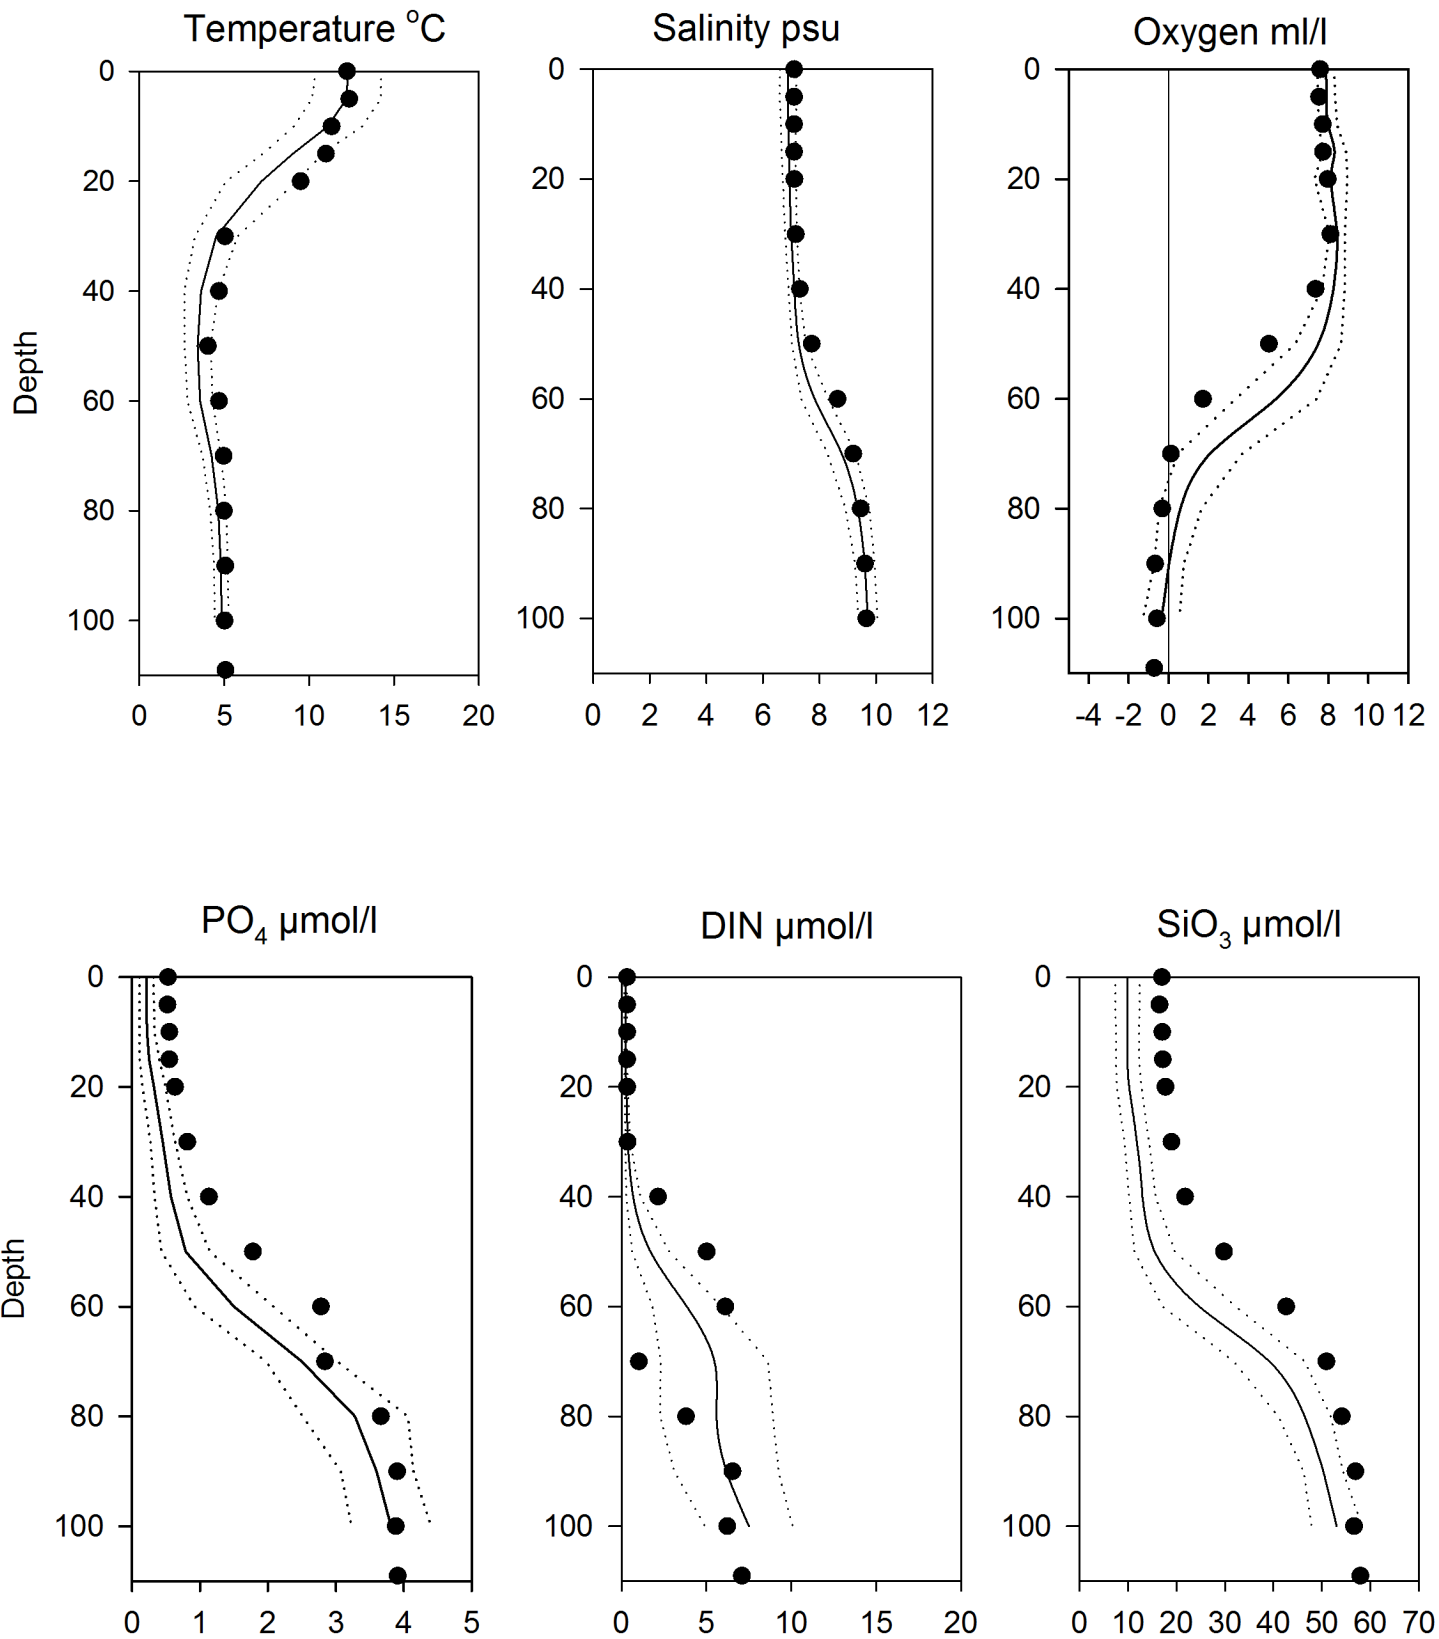 Temperature °C
Salinity psu
Oxygen ml/l
0
20
40
60
80
100
Depth
0 5 10 15 20
0
20
40
60
80
100
0 2 4 6 8 10 12
0
20
40
60
80
100
-4 -2 0 2 4 6 8 10 12
PO₄ µmol/l
DIN µmol/l
SiO₃ µmol/l
0
20
40
60
80
100
Depth
0 1 2 3 4 5
0
20
40
60
80
100
0 5 10 15 20
0
20
40
60
80
100
0 10 20 30 40 50 60 70